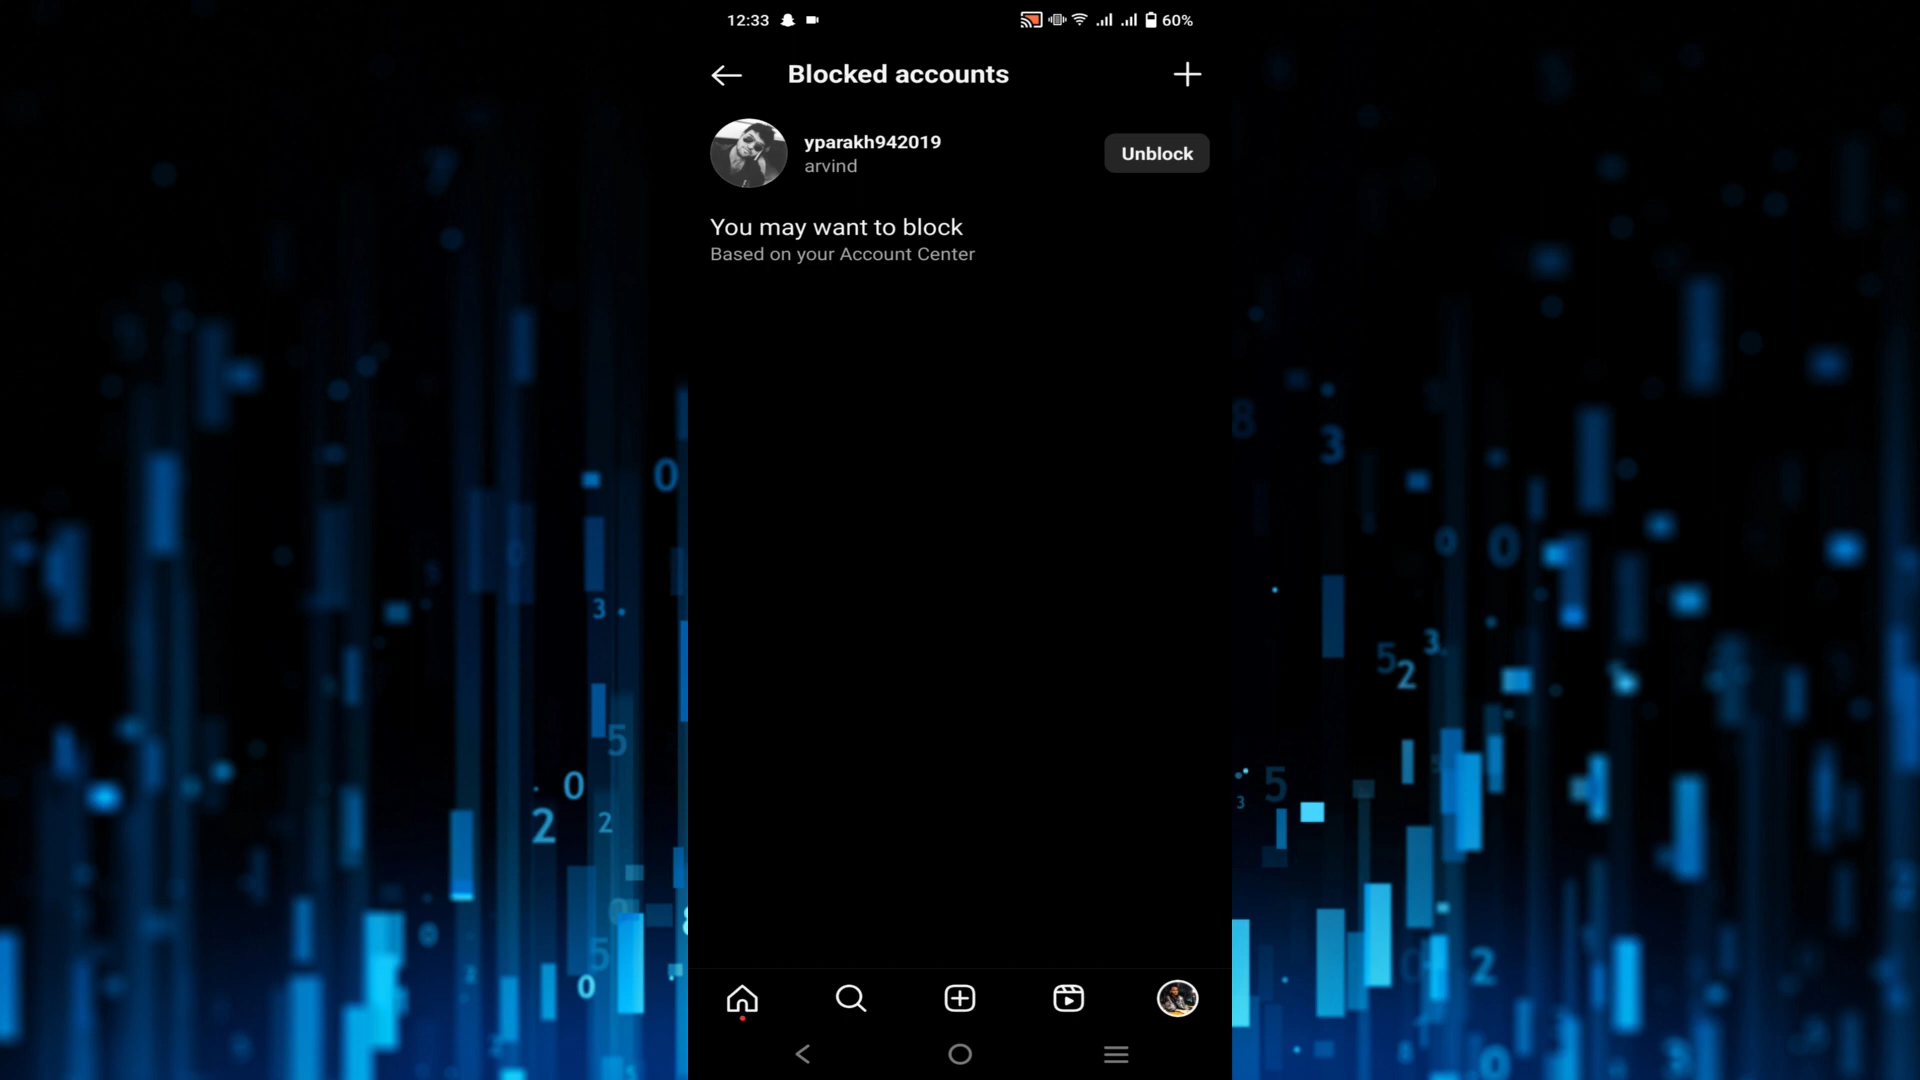 12:33
60%
Blocked accounts
yparakh942019
arvind
Unblock
You may want to block
Based on your Account Center